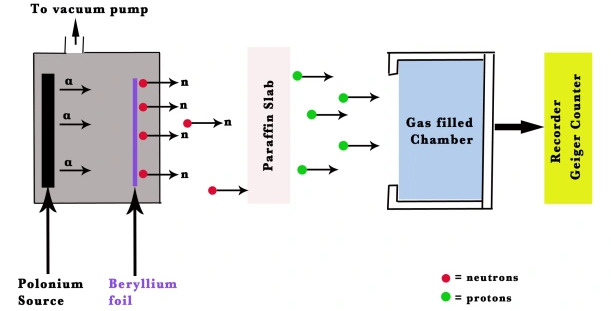 To vacuum pump
α
α
α
n
n
n
n
n
Paraffin Slab
Gas filled
Chamber
Recorder
Geiger Counter
Polonium
Source
Beryllium
foil
= neutrons
= protons